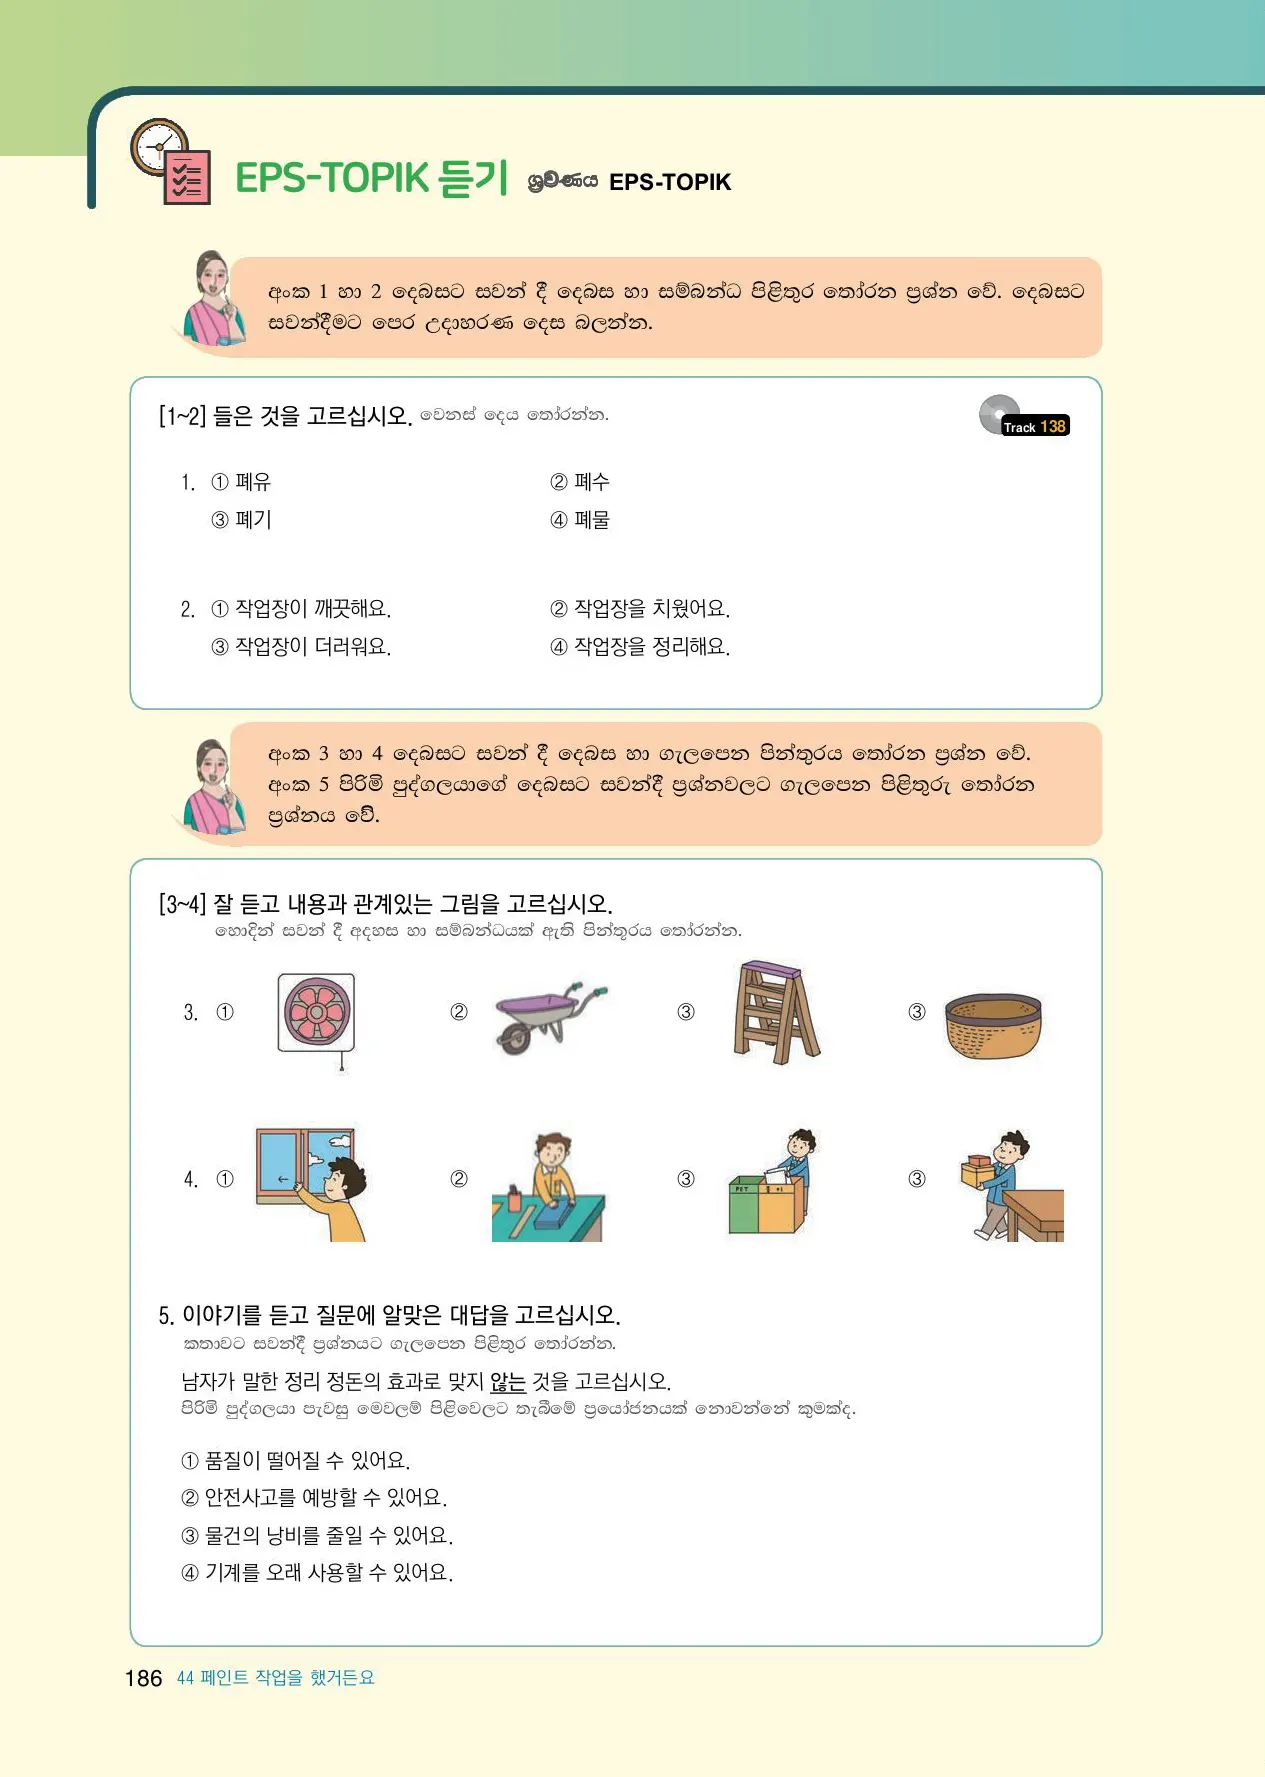 EPS-TOPIK 듣기 ශ්‍රවණය EPS-TOPIK
අංක 1 හා 2 දෙබසට සවන් දී දෙබස හා සම්බන්ධ පිළිතුර තෝරන ප්‍රශ්න වේ. දෙබසට
සවන්දීමට පෙර උදාහරණ දෙස බලන්න.
[1~2] 들은 것을 고르십시오. වෙනස් දෙය තෝරන්න.
Track 138
1. ① 폐유 ② 폐수
③ 폐기 ④ 폐물
2. ① 작업장이 깨끗해요. ② 작업장을 치웠어요.
③ 작업장이 더러워요. ④ 작업장을 정리해요.
අංක 3 හා 4 දෙබසට සවන් දී දෙබස හා ගැලපෙන පින්තුරය තෝරන ප්‍රශ්න වේ.
අංක 5 පිරිමි පුද්ගලයාගේ දෙබසට සවන්දී ප්‍රශ්නවලට ගැලපෙන පිළිතුරු තෝරන
ප්‍රශ්නය වේ.
[3~4] 잘 듣고 내용과 관계있는 그림을 고르십시오.
හොදින් සවන් දී අදහස හා සම්බන්ධයක් ඇති පින්තූරය තෝරන්න.
3. ① ② ③ ③
4. ① ② ③ ③
PET
5. 이야기를 듣고 질문에 알맞은 대답을 고르십시오.
කතාවට සවන්දී ප්‍රශ්නයට ගැලපෙන පිළිතුර තෝරන්න.
남자가 말한 정리 정돈의 효과로 맞지 않는 것을 고르십시오.
පිරිමි පුද්ගලයා පැවසු මෙවලම් පිළිවෙලට තැබීමේ ප්‍රයෝජනයක් නොවන්නේ කුමක්ද.
① 품질이 떨어질 수 있어요.
② 안전사고를 예방할 수 있어요.
③ 물건의 낭비를 줄일 수 있어요.
④ 기계를 오래 사용할 수 있어요.
186 44 페인트 작업을 했거든요